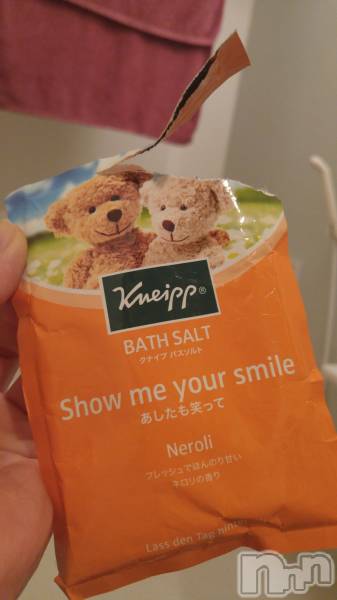 Kneipp®
BATH SALT
クナイプ バスソルト
Show me your smile
あしたも笑って
Neroli
フレッシュでほんのり甘い
ネロリの香り
Lass den Tag hinter